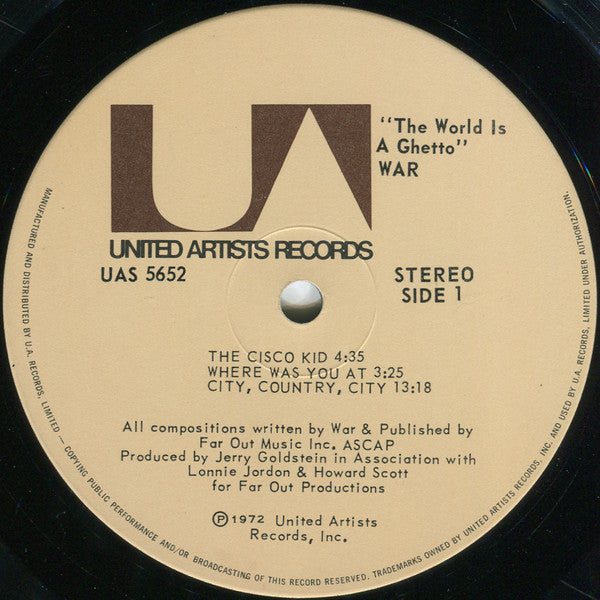 UA
"The World Is
A Ghetto"
WAR
UNITED ARTISTS RECORDS
UAS 5652
STEREO
SIDE 1
THE CISCO KID 4:35
WHERE WAS YOU AT 3:25
CITY, COUNTRY, CITY 13:18
All compositions written by War & Published by
Far Out Music Inc. ASCAP
Produced by Jerry Goldstein in Association with
Lonnie Jordon & Howard Scott
for Far Out Productions
Ⓟ1972 United Artists
Records, Inc.
MANUFACTURED AND DISTRIBUTED BY U.A. RECORDS, LIMITED — COPYING PUBLIC PERFORMANCE AND/OR BROADCASTING OF THIS RECORD RESERVED. TRADEMARKS OWNED BY UNITED ARTISTS RECORDS, INC. AND USED BY U.A. RECORDS, LIMITED UNDER AUTHORIZATION.